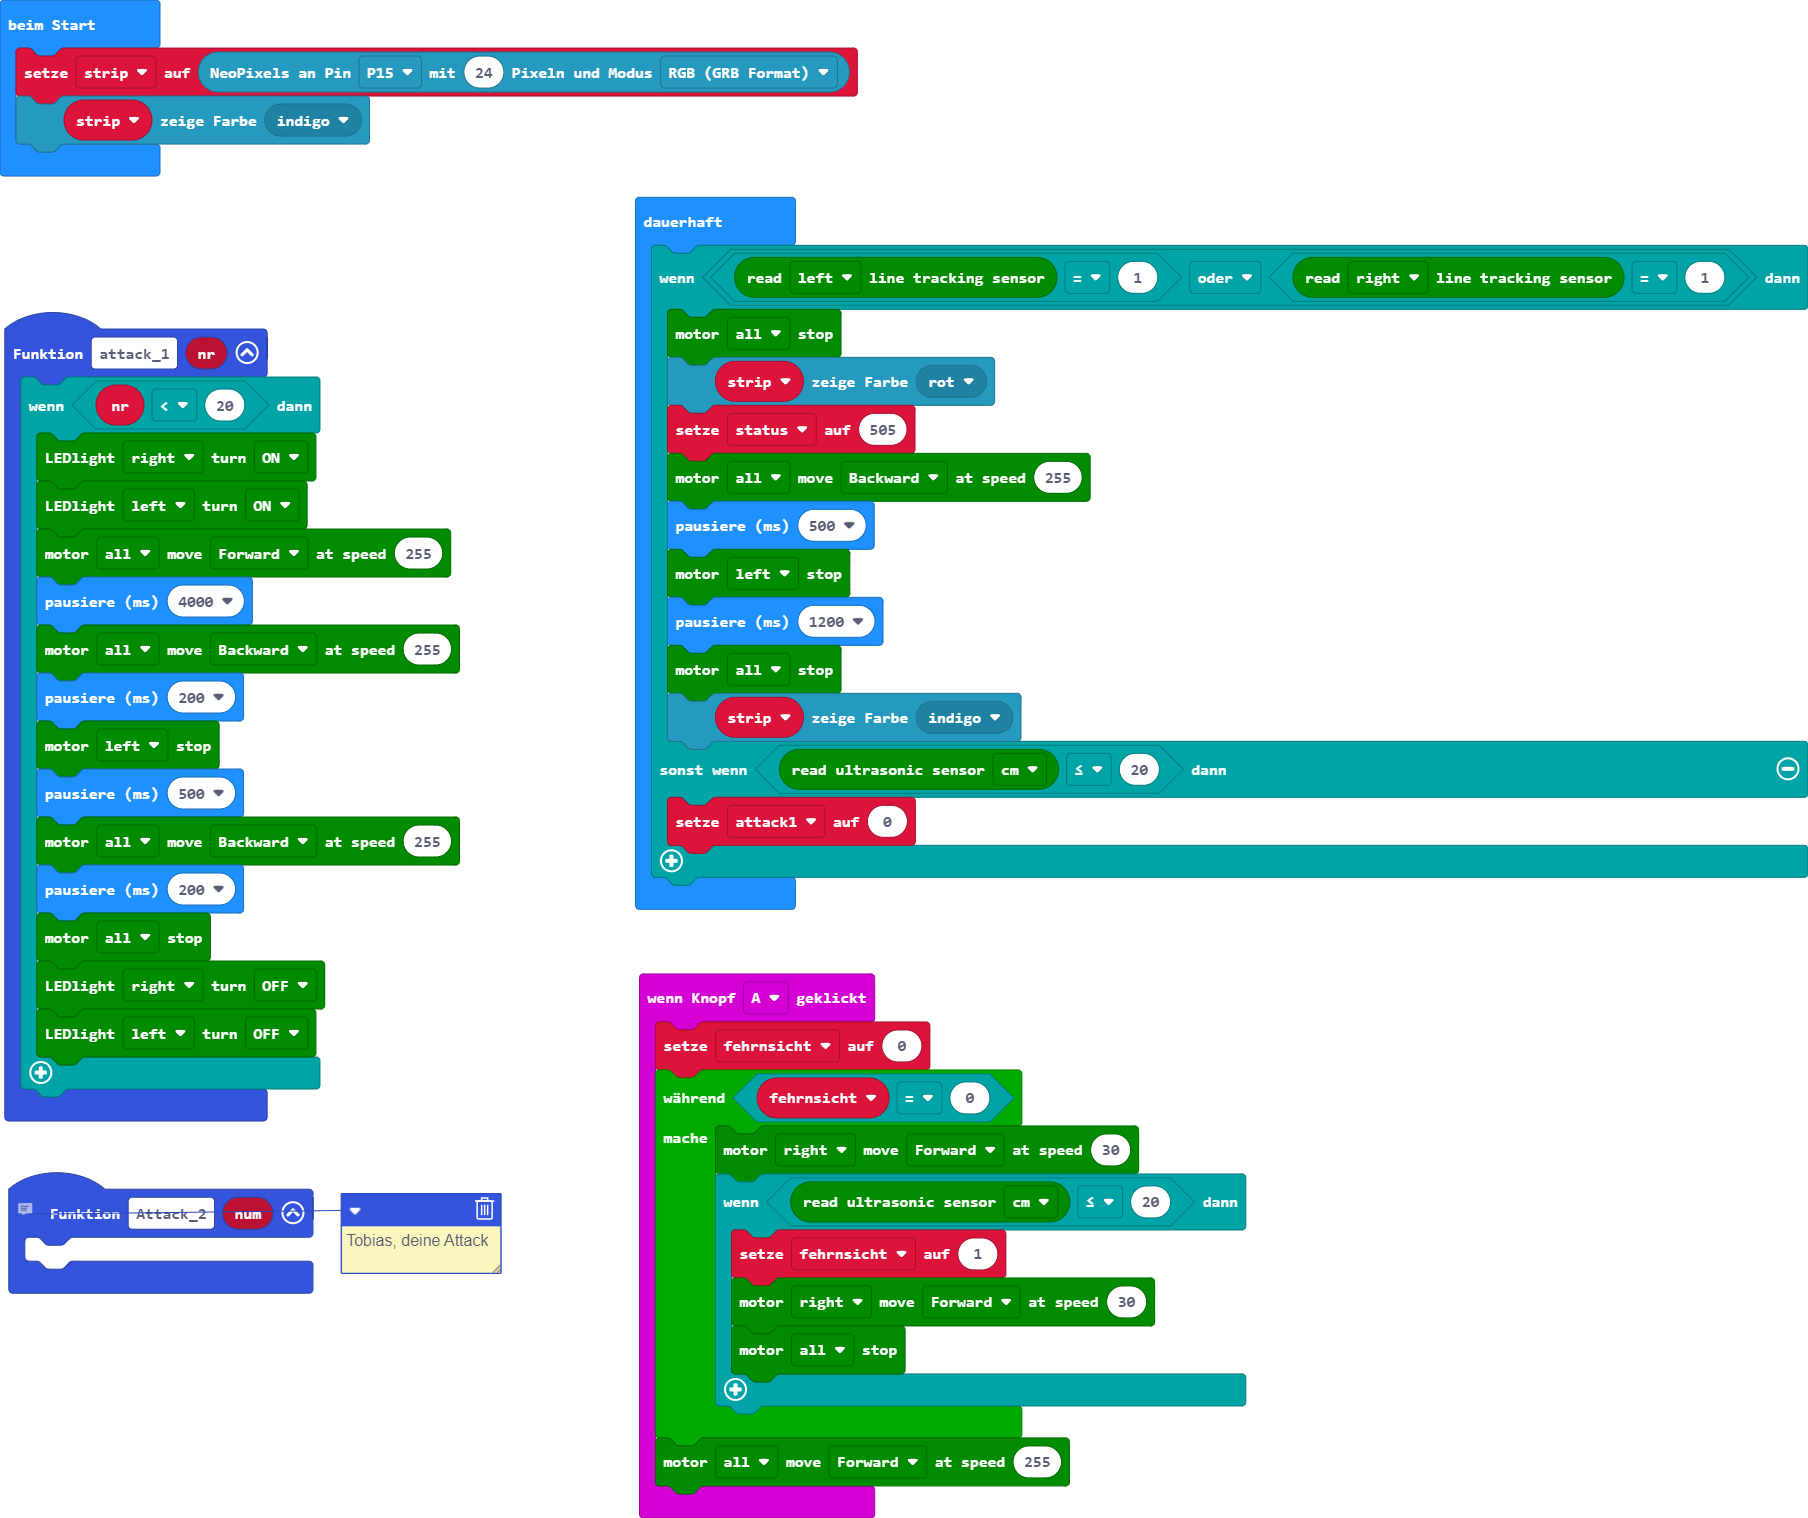 beim Start
setze strip auf NeoPixels an Pin P15 mit 24 Pixeln und Modus RGB (GRB Format)
strip zeige Farbe indigo
Funktion attack_1 nr
wenn nr < 20 dann
LEDlight right turn ON
LEDlight left turn ON
motor all move Forward at speed 255
pausiere (ms) 4000
motor all move Backward at speed 255
pausiere (ms) 200
motor left stop
pausiere (ms) 500
motor all move Backward at speed 255
pausiere (ms) 200
motor all stop
LEDlight right turn OFF
LEDlight left turn OFF
Funktion Attack_2 num
Tobias, deine Attack
dauerhaft
wenn read left line tracking sensor = 1 oder read right line tracking sensor = 1 dann
motor all stop
strip zeige Farbe rot
setze status auf 505
motor all move Backward at speed 255
pausiere (ms) 500
motor left stop
pausiere (ms) 1200
motor all stop
strip zeige Farbe indigo
sonst wenn read ultrasonic sensor cm ≤ 20 dann
setze attack1 auf 0
wenn Knopf A geklickt
setze fehrnsicht auf 0
während fehrnsicht = 0
mache motor right move Forward at speed 30
wenn read ultrasonic sensor cm ≤ 20 dann
setze fehrnsicht auf 1
motor right move Forward at speed 30
motor all stop
motor all move Forward at speed 255